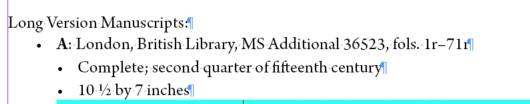 Long Version Manuscripts:¶
• A: London, British Library, MS Additional 36523, fols. 1r–71r¶
• Complete; second quarter of fifteenth century¶
• 10 ½ by 7 inches¶